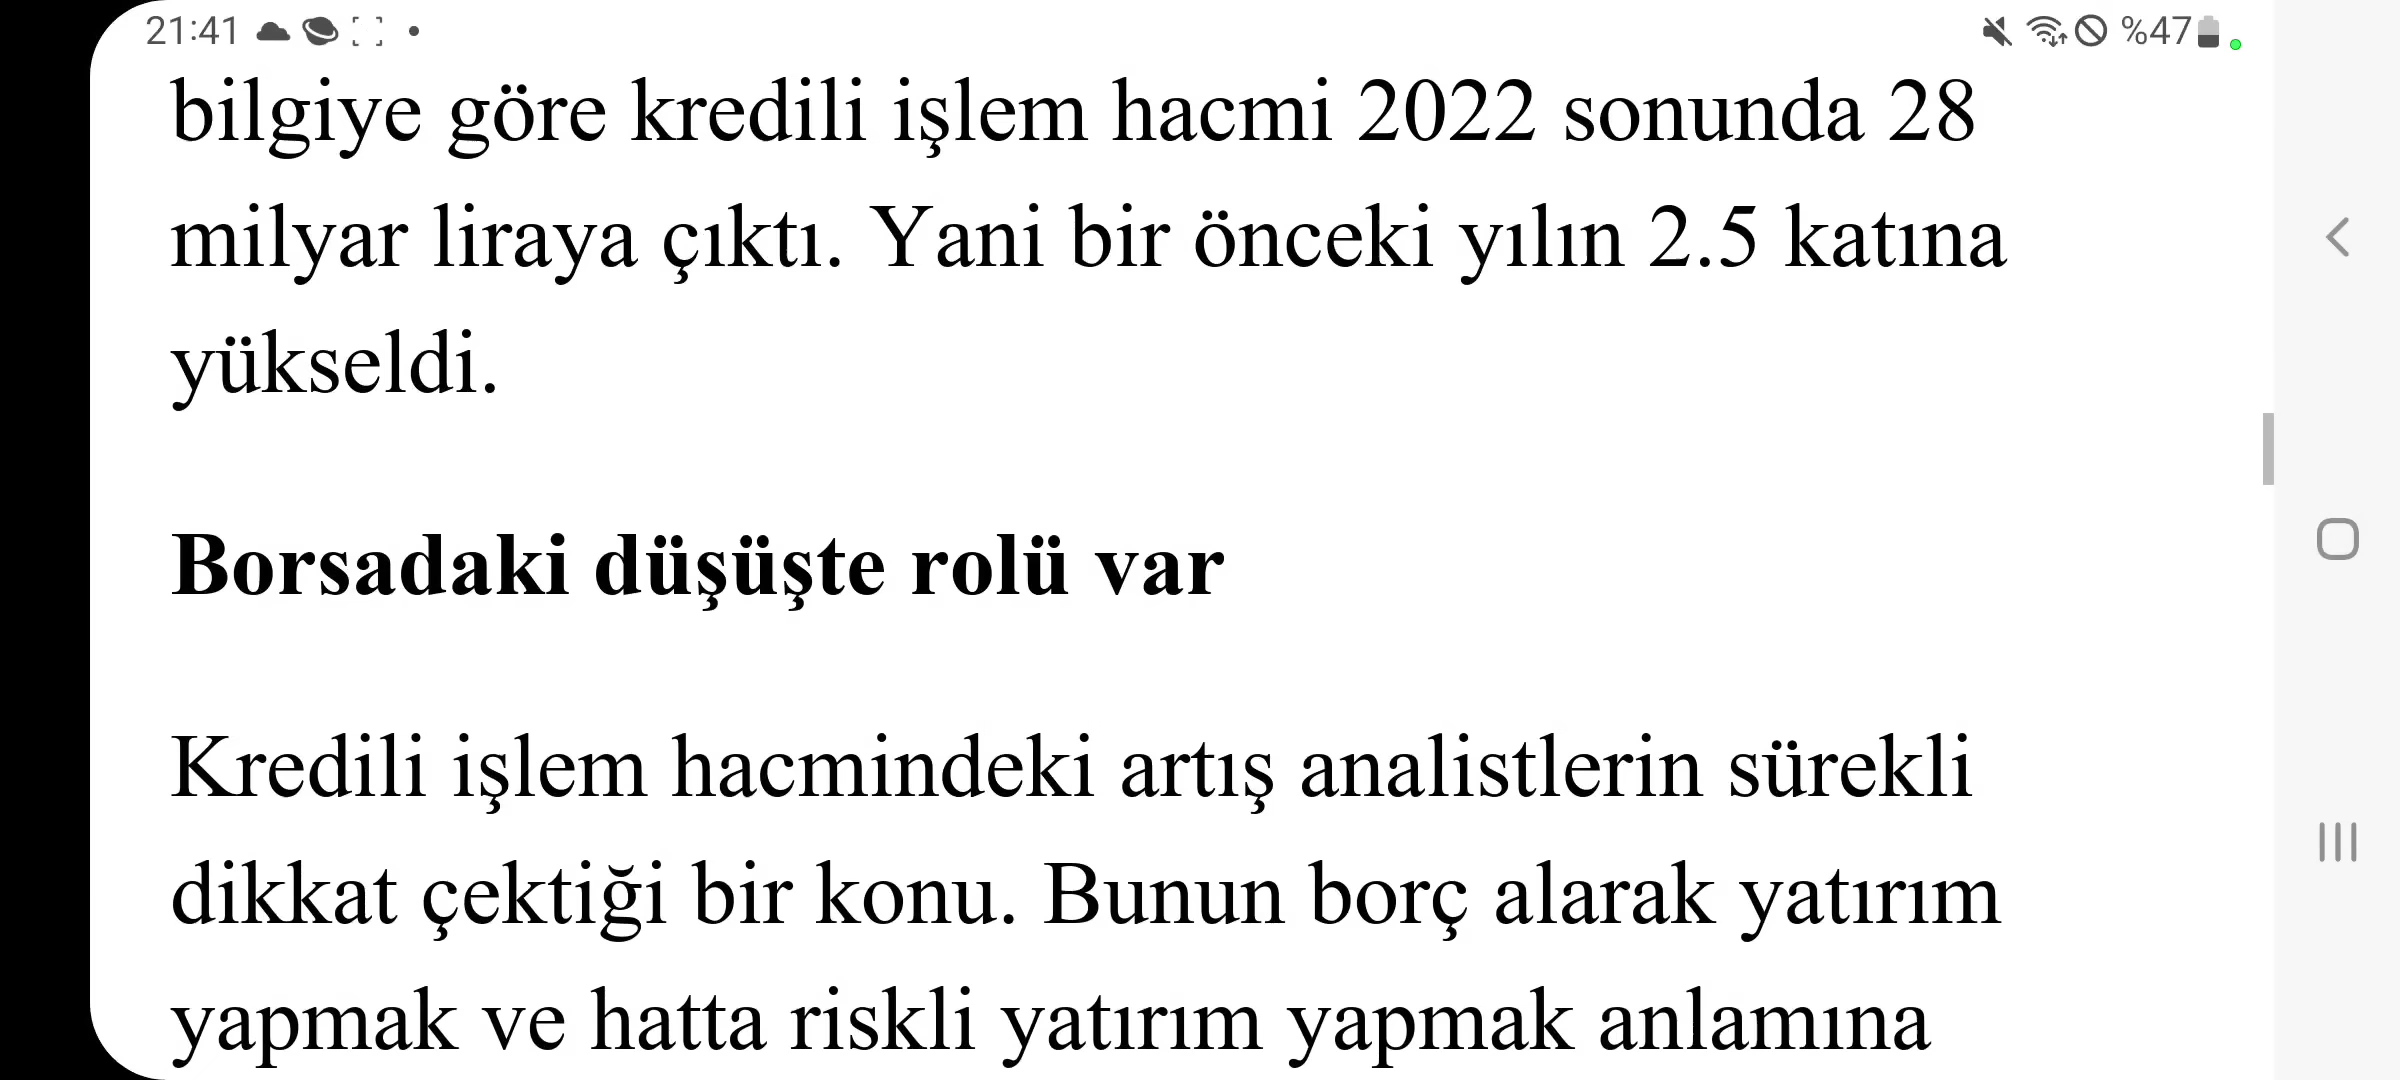 21:41
%47
bilgiye göre kredili işlem hacmi 2022 sonunda 28
milyar liraya çıktı. Yani bir önceki yılın 2.5 katına
yükseldi.
Borsadaki düşüşte rolü var
Kredili işlem hacmindeki artış analistlerin sürekli
dikkat çektiği bir konu. Bunun borç alarak yatırım
yapmak ve hatta riskli yatırım yapmak anlamına